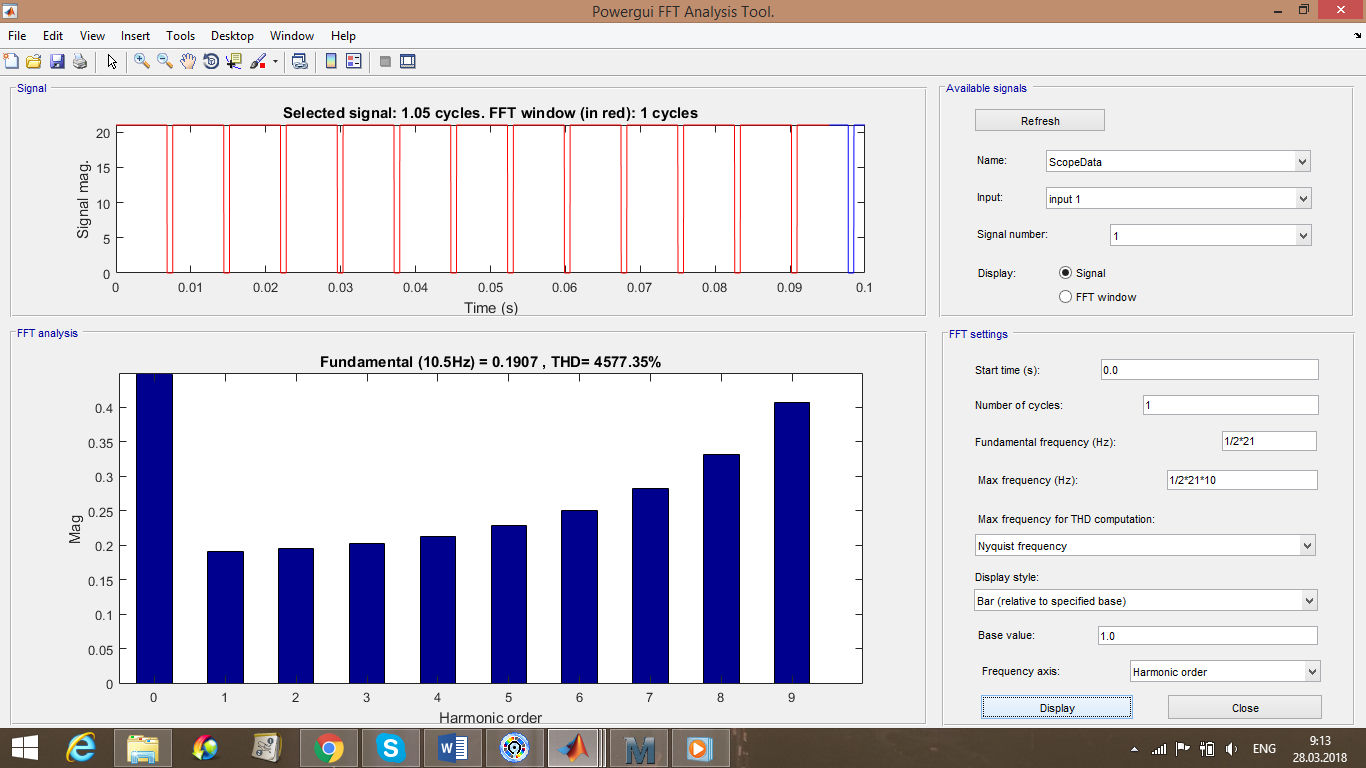 Powergui FFT Analysis Tool.
File Edit View Insert Tools Desktop Window Help
Signal
Selected signal: 1.05 cycles. FFT window (in red): 1 cycles
20
15
10
5
0
Signal mag.
0 0.01 0.02 0.03 0.04 0.05 0.06 0.07 0.08 0.09 0.1
Time (s)
FFT analysis
Fundamental (10.5Hz) = 0.1907 , THD= 4577.35%
0.4
0.35
0.3
0.25
0.2
0.15
0.1
0.05
0
Mag
0 1 2 3 4 5 6 7 8 9
Harmonic order
Available signals
Refresh
Name: ScopeData
Input: input 1
Signal number: 1
Display: Signal
FFT window
FFT settings
Start time (s): 0.0
Number of cycles: 1
Fundamental frequency (Hz): 1/2*21
Max frequency (Hz): 1/2*21*10
Max frequency for THD computation:
Nyquist frequency
Display style:
Bar (relative to specified base)
Base value: 1.0
Frequency axis: Harmonic order
Display Close
ENG
9:13
28.03.2018